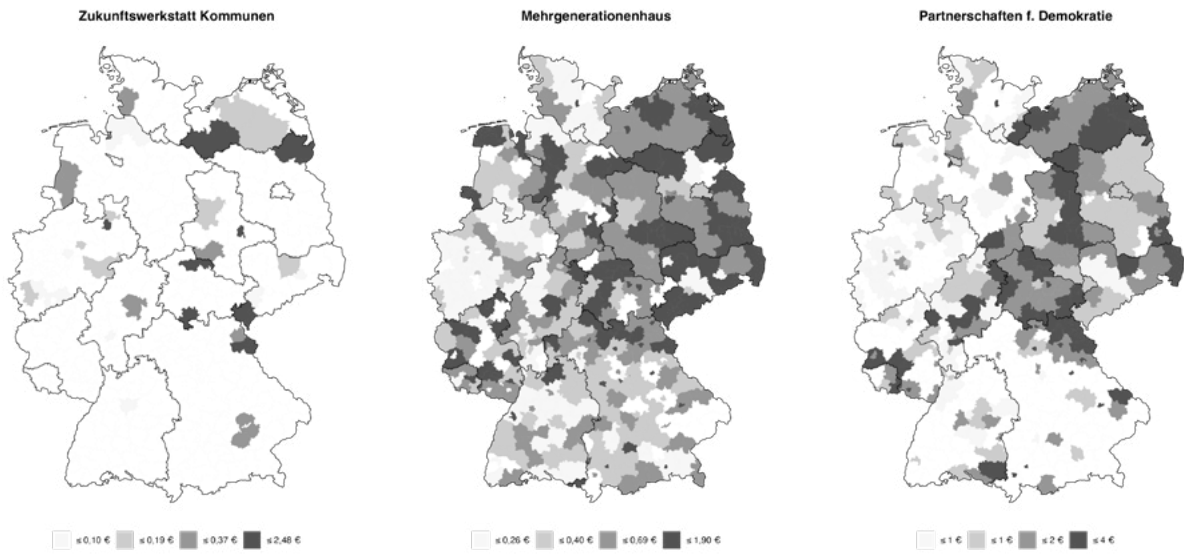 Zukunftswerkstatt Kommunen
Mehrgenerationenhaus
Partnerschaften f. Demokratie
≤ 0,10 € ≤ 0,19 € ≤ 0,37 € ≤ 2,48 €
≤ 0,26 € ≤ 0,40 € ≤ 0,69 € ≤ 1,90 €
≤ 1 € ≤ 1 € ≤ 2 € ≤ 4 €